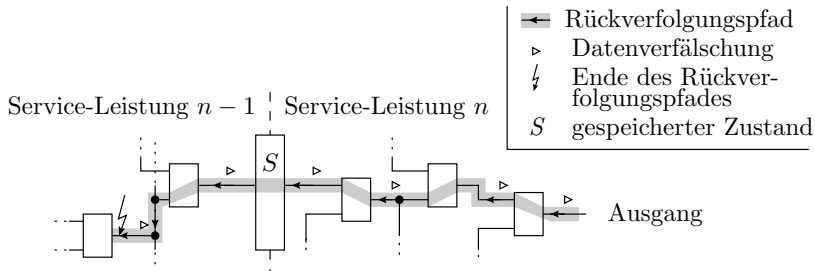 Rückverfolgungspfad
Datenverfälschung
Ende des Rückver-
folgungspfades
S gespeicherter Zustand
Service-Leistung n − 1
Service-Leistung n
S
Ausgang